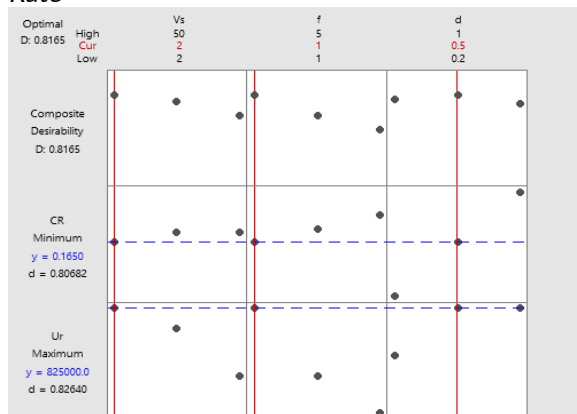 Optimal
D: 0.8165
High
Cur
Low
Vs
50
2
2
f
5
1
1
d
1
0.5
0.2
Composite
Desirability
D: 0.8165
CR
Minimum
y = 0.1650
d = 0.80682
Ur
Maximum
y = 825000.0
d = 0.82640